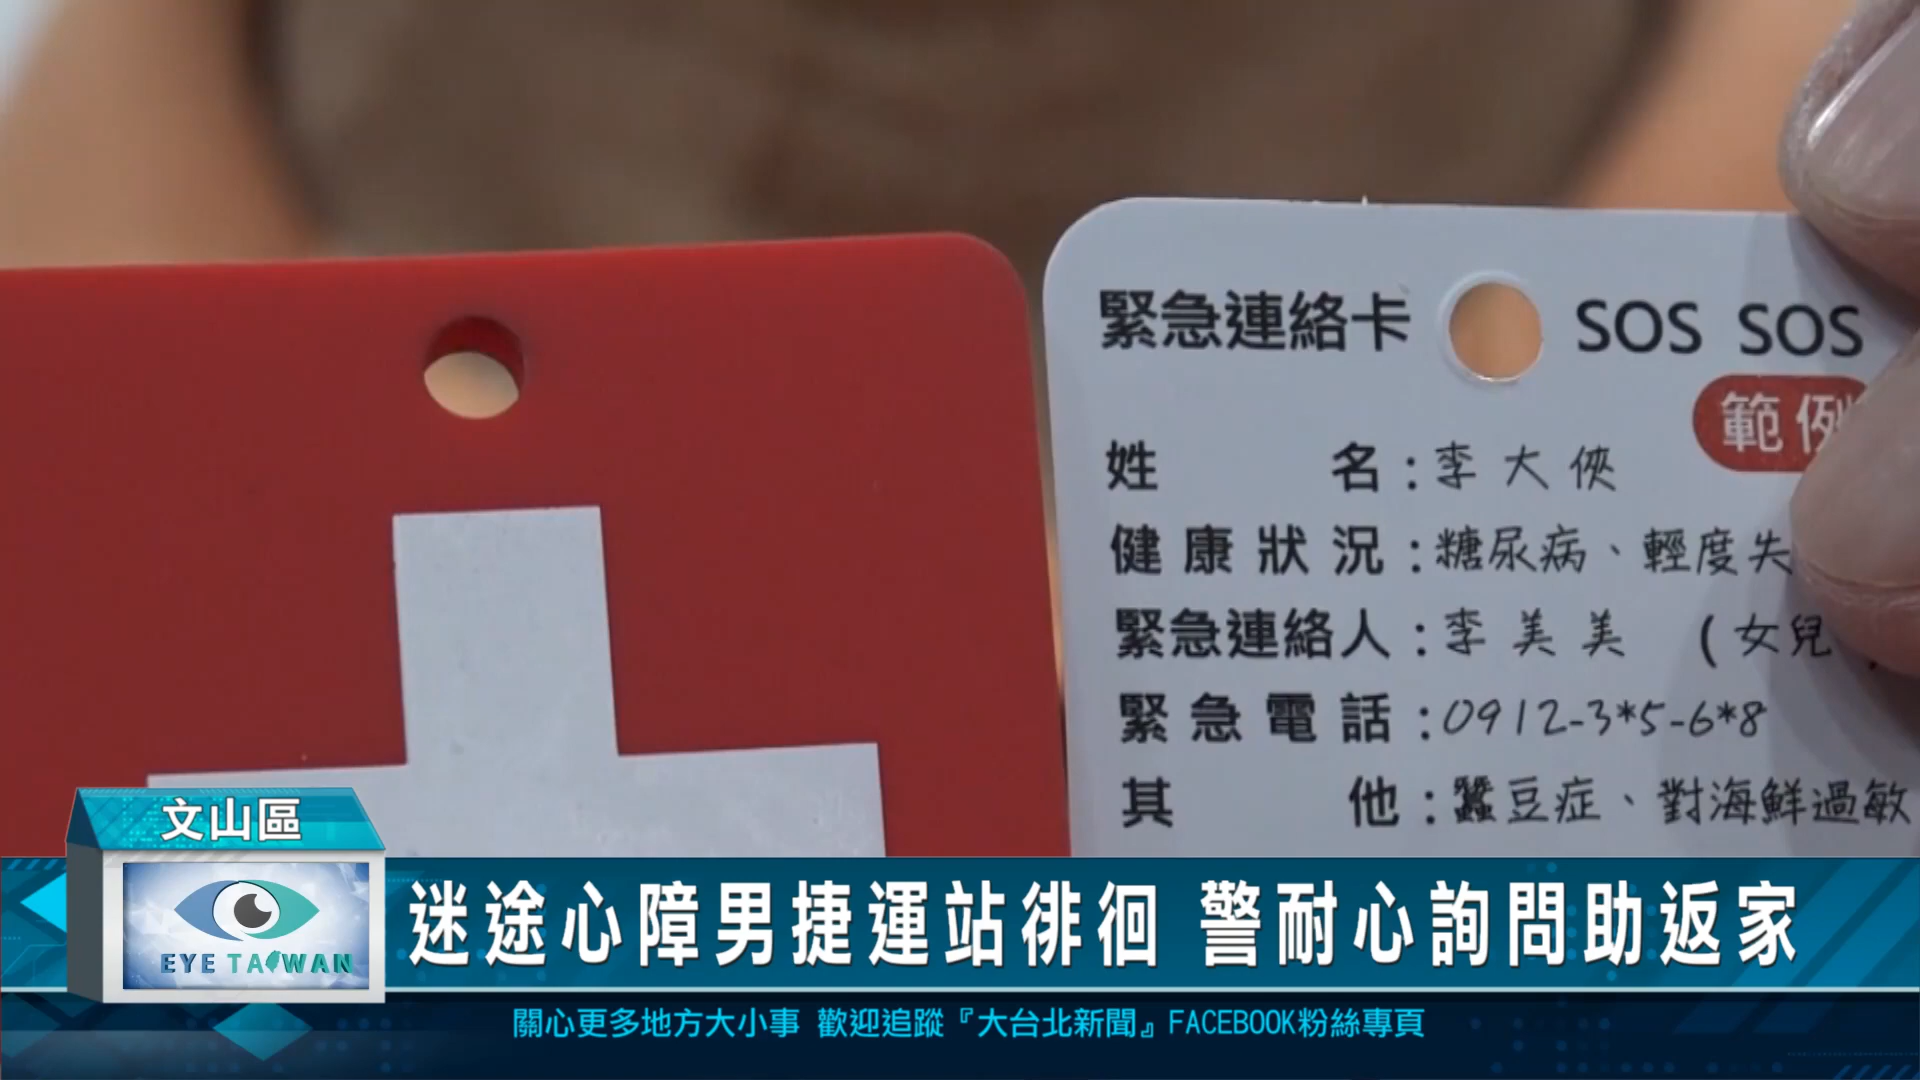 緊急連絡卡 SOS SOS
範例
姓名：李大俠
健康狀況：糖尿病、輕度失
緊急連絡人：李美美 (女兒
緊急電話：0912-3*5-6*8
其他：蠶豆症、對海鮮過敏
文山區
EYE TAIWAN
迷途心障男捷運站徘徊 警耐心詢問助返家
關心更多地方大小事 歡迎追蹤『大台北新聞』FACEBOOK粉絲專頁